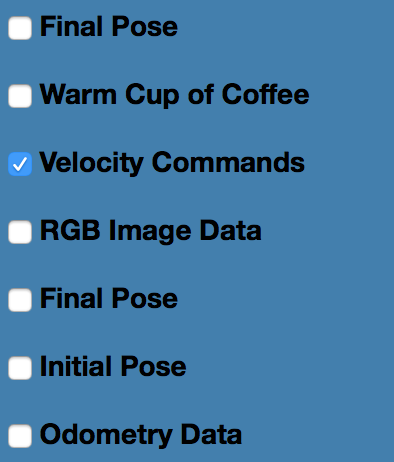 Final Pose
Warm Cup of Coffee
Velocity Commands
RGB Image Data
Final Pose
Initial Pose
Odometry Data